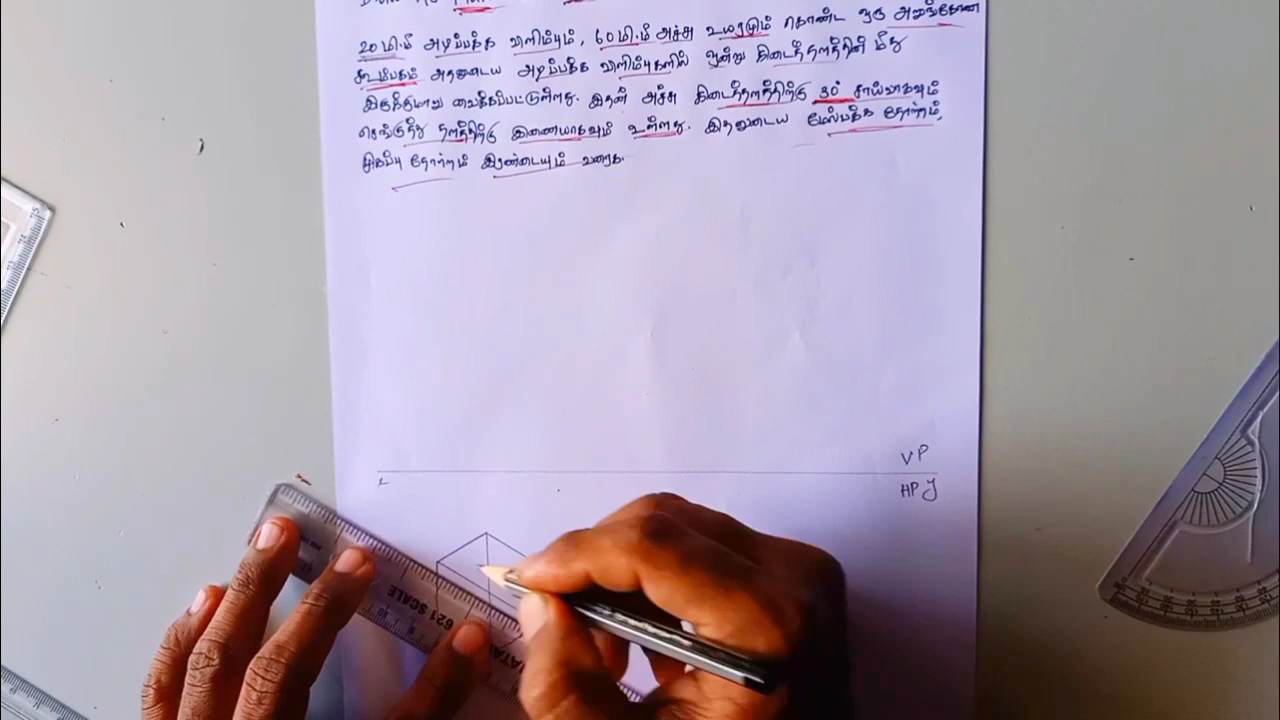 20 மி.மீ அடிப்பக்க விளிம்பும், 60 மி.மீ அச்சு உயரமும் கொண்ட ஒரு அறுங்கோண
கூம்பகம் அதனுடைய அடிப்பக்க விளிம்புகளில் ஒன்று கிடைத்தளத்தின் மீது
இருக்குமாறு வைக்கப்பட்டுள்ளது. இதன் அச்சு கிடைத்தளத்திற்கு 30° சாய்வாகவும்
செங்குத்து தளத்திற்கு இணையாகவும் உள்ளது. இதனுடைய மேல்பக்க தோற்றம்,
முகப்பு தோற்றம் இரண்டையும் வரைக.
VP
x
HP y
621 SCALE